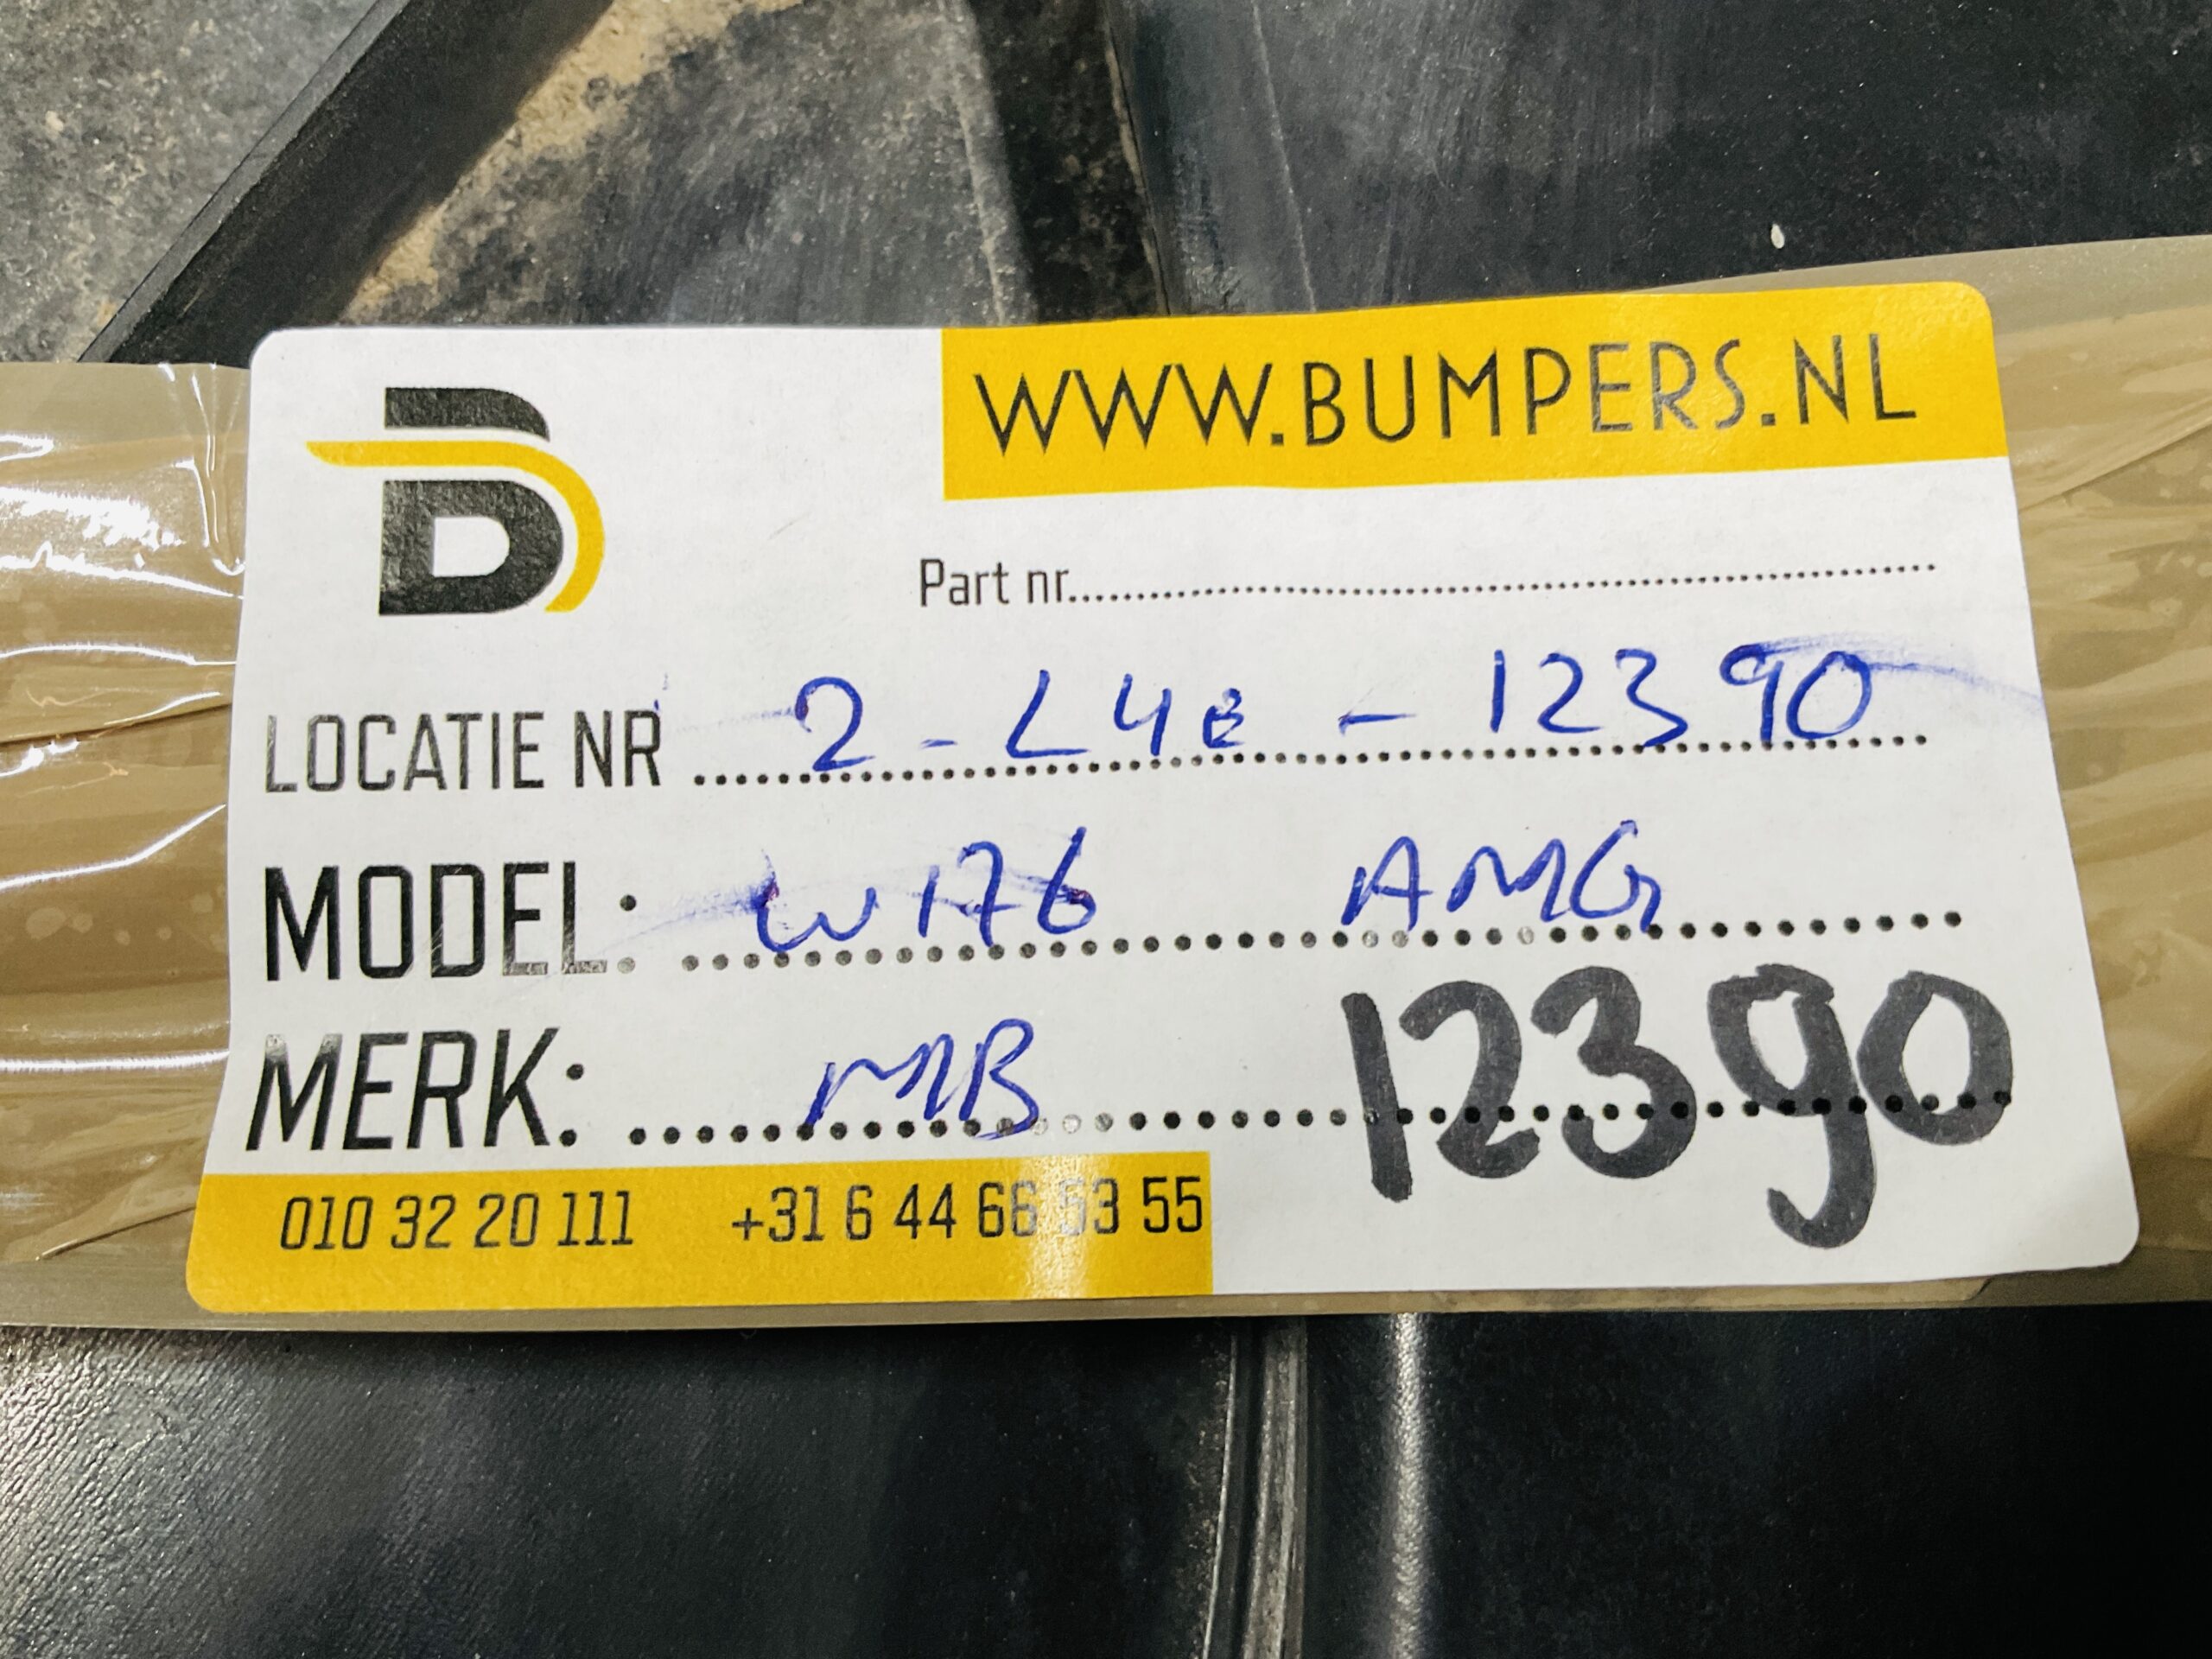 WWW.BUMPERS.NL
Part nr..........
LOCATIE NR 2 - L4e - 12390
MODEL: W176 AMG
MERK: MB 12390
010 32 20 111 +31 6 44 66 53 55